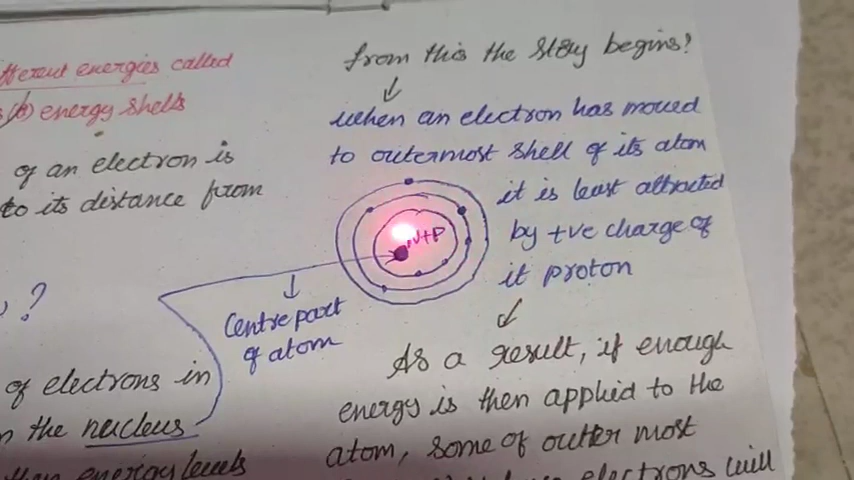 fferent energies called
energy shells
of an electron is
to its distance from
?
of electrons in
the nucleus
energy levels
from this the story begins?
when an electron has moved
to outermost shell of its atom
it is least attracted
by +ve charge of
it proton
N+P
Centre part
of atom
As a result, if enough
energy is then applied to the
atom, some of outter most
electrons will